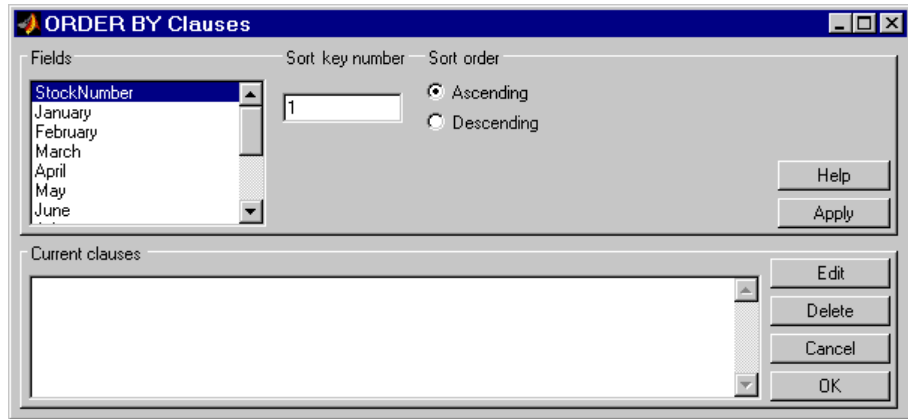 ORDER BY Clauses
Fields
Sort key number
Sort order
StockNumber
January
February
March
April
May
June
1
Ascending
Descending
Help
Apply
Current clauses
Edit
Delete
Cancel
OK